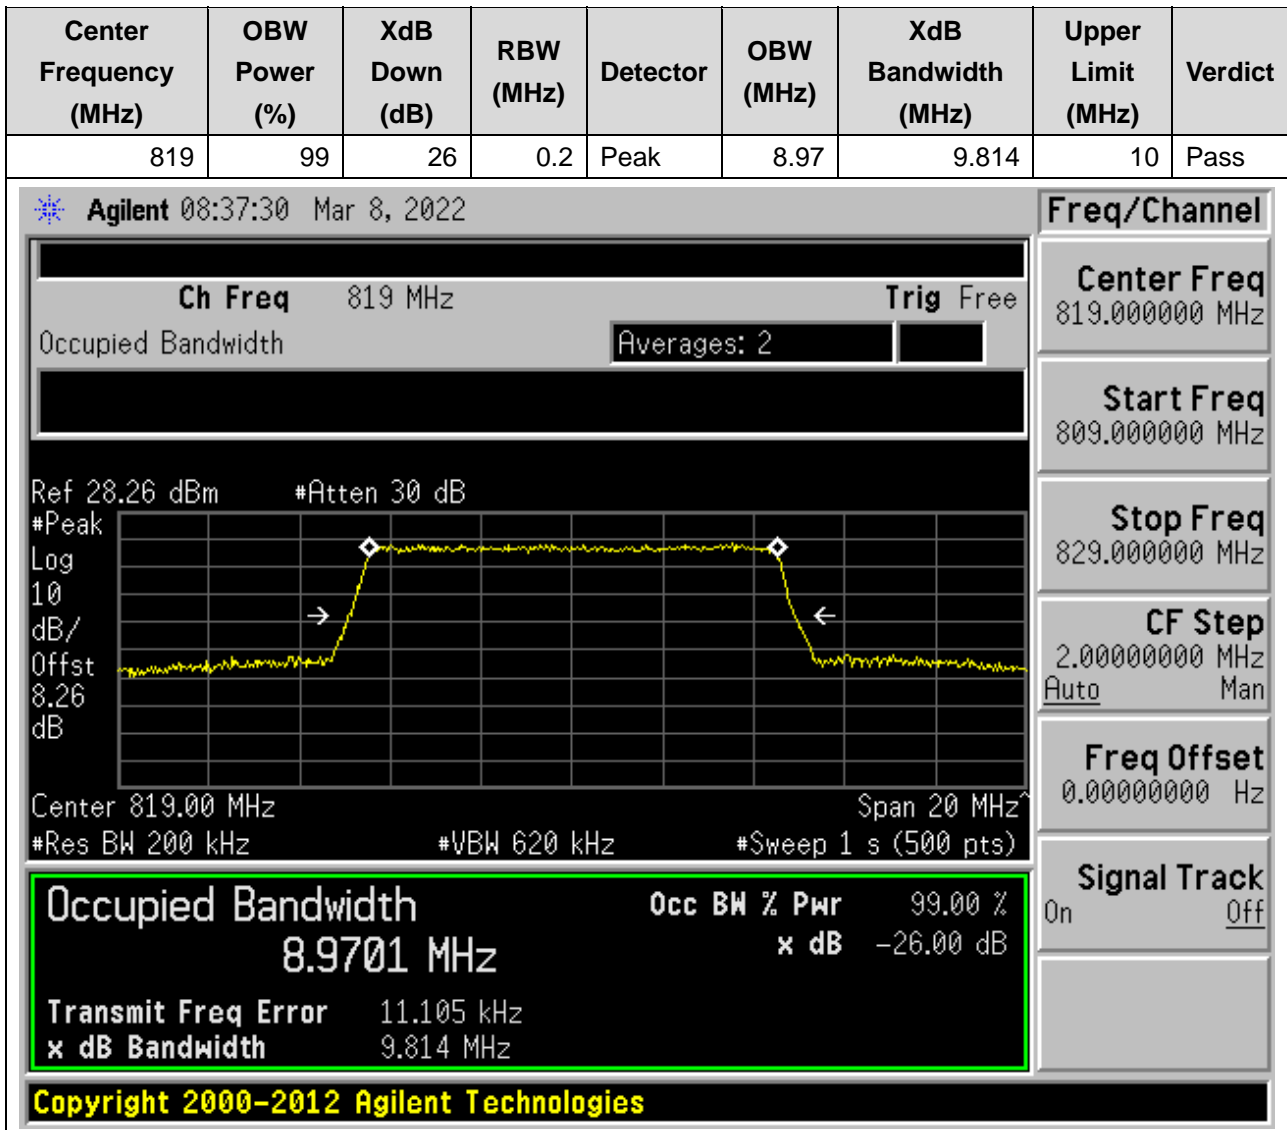 Center Frequency (MHz) OBW Power (%) XdB Down (dB) RBW (MHz) Detector OBW (MHz) XdB Bandwidth (MHz) Upper Limit (MHz) Verdict
819 99 26 0.2 Peak 8.97 9.814 10 Pass
Agilent 08:37:30 Mar 8, 2022
Ch Freq 819 MHz Trig Free
Occupied Bandwidth Averages: 2
Ref 28.26 dBm #Atten 30 dB
#Peak
Log
10
dB/
Offst
8.26
dB
Center 819.00 MHz Span 20 MHz^
#Res BW 200 kHz #VBW 620 kHz #Sweep 1 s (500 pts)
Occupied Bandwidth Occ BW % Pwr 99.00 %
8.9701 MHz x dB -26.00 dB
Transmit Freq Error 11.105 kHz
x dB Bandwidth 9.814 MHz
Freq/Channel
Center Freq
819.000000 MHz
Start Freq
809.000000 MHz
Stop Freq
829.000000 MHz
CF Step
2.00000000 MHz
Auto Man
Freq Offset
0.00000000 Hz
Signal Track
On Off
Copyright 2000-2012 Agilent Technologies